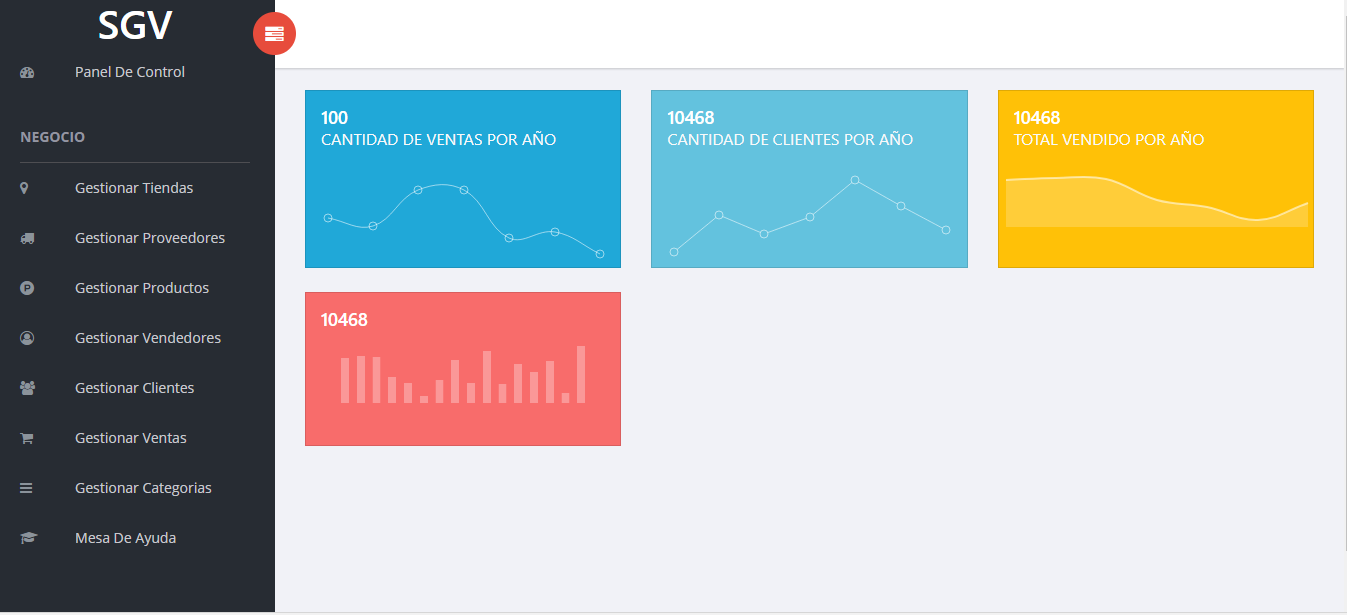 SGV
Panel De Control
NEGOCIO
Gestionar Tiendas
Gestionar Proveedores
Gestionar Productos
Gestionar Vendedores
Gestionar Clientes
Gestionar Ventas
Gestionar Categorias
Mesa De Ayuda
100
CANTIDAD DE VENTAS POR AÑO
10468
CANTIDAD DE CLIENTES POR AÑO
10468
TOTAL VENDIDO POR AÑO
10468